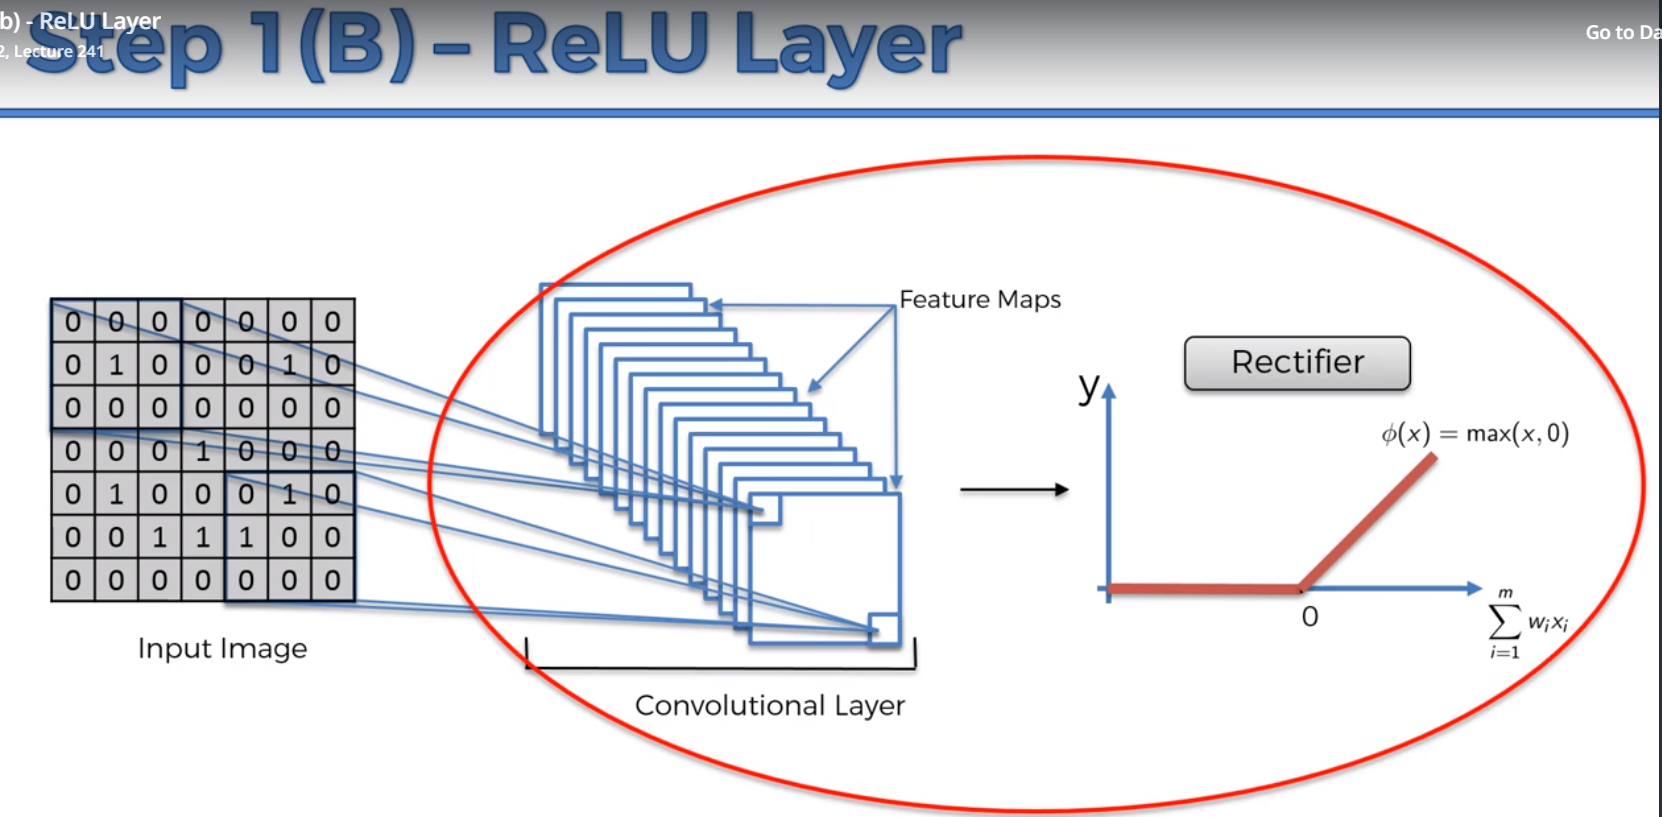 b) - ReLU Layer
2, Lecture 241
Go to Da
Step 1(B) – ReLU Layer
Feature Maps
Rectifier
y
ϕ(x) = max(x, 0)
0 0 0 0 0 0 0
0 1 0 0 0 1 0
0 0 0 0 0 0 0
0 0 0 1 0 0 0
0 1 0 0 0 1 0
0 0 1 1 1 0 0
0 0 0 0 0 0 0
0
m
∑ wᵢxᵢ
i=1
Input Image
Convolutional Layer